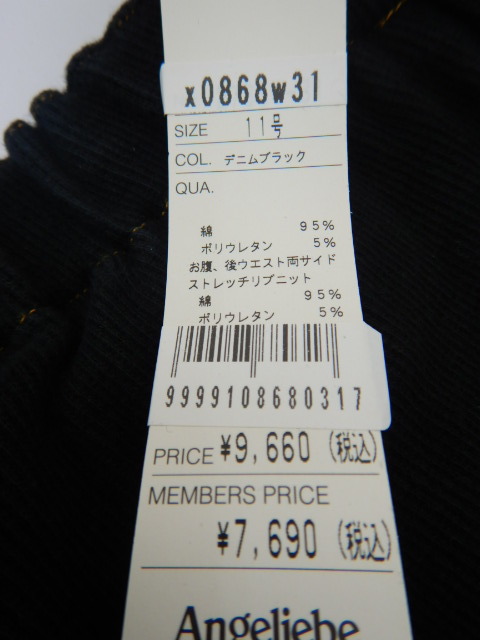 x0868w31
SIZE 11号
COL. デニムブラック
QUA.
綿 95%
ポリウレタン 5%
お腹、後ウエスト両サイド
ストレッチリブニット
綿 95%
ポリウレタン 5%
9999108680317
PRICE ¥9,660 (税込)
MEMBERS PRICE
¥7,690 (税込)
Angeliebe